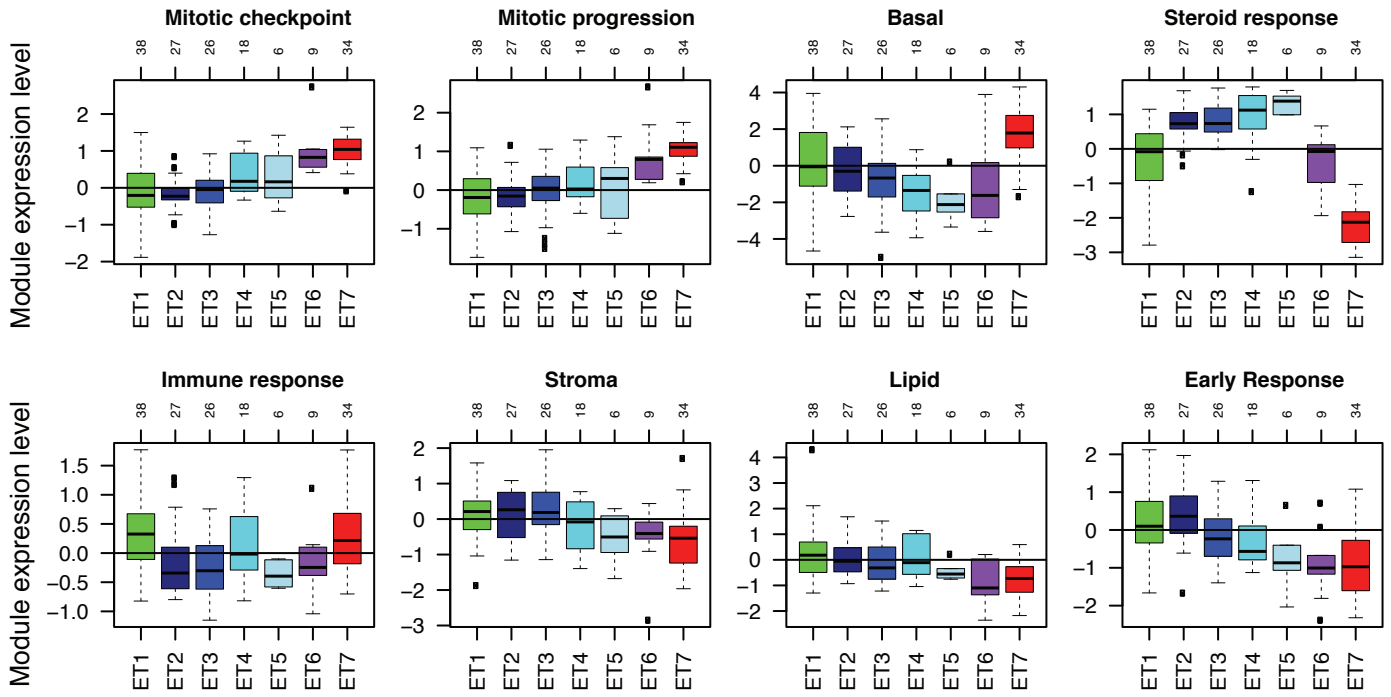 Mitotic checkpoint
38 27 26 18 6 9 34
Module expression level
2
1
0
−1
−2
ET1 ET2 ET3 ET4 ET5 ET6 ET7
Mitotic progression
38 27 26 18 6 9 34
2
1
0
−1
ET1 ET2 ET3 ET4 ET5 ET6 ET7
Basal
38 27 26 18 6 9 34
4
2
0
−2
−4
ET1 ET2 ET3 ET4 ET5 ET6 ET7
Steroid response
38 27 26 18 6 9 34
1
0
−1
−2
−3
ET1 ET2 ET3 ET4 ET5 ET6 ET7
Immune response
38 27 26 18 6 9 34
Module expression level
1.5
1.0
0.5
0.0
−0.5
−1.0
ET1 ET2 ET3 ET4 ET5 ET6 ET7
Stroma
38 27 26 18 6 9 34
2
1
0
−1
−2
−3
ET1 ET2 ET3 ET4 ET5 ET6 ET7
Lipid
38 27 26 18 6 9 34
4
3
2
1
0
−1
−2
ET1 ET2 ET3 ET4 ET5 ET6 ET7
Early Response
38 27 26 18 6 9 34
2
1
0
−1
−2
ET1 ET2 ET3 ET4 ET5 ET6 ET7